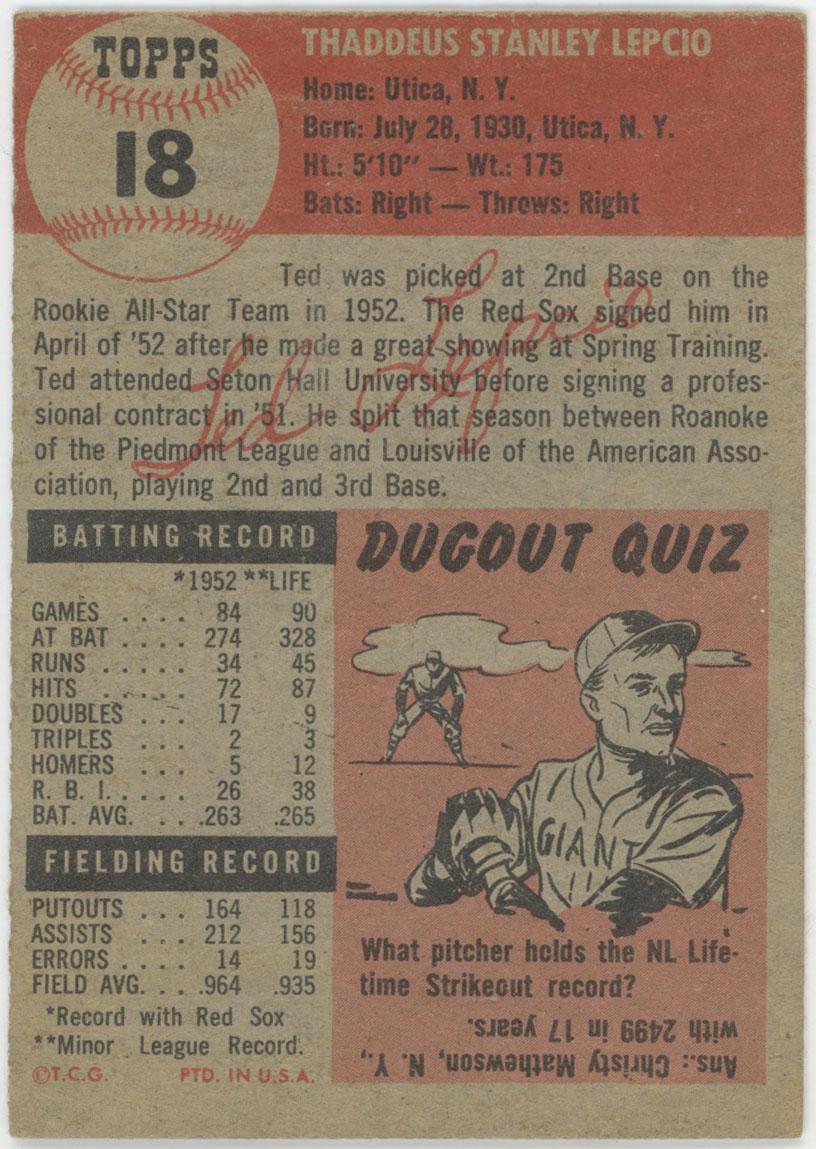 TOPPS
18
THADDEUS STANLEY LEPCIO
Home: Utica, N. Y.
Born: July 28, 1930, Utica, N. Y.
Ht.: 5'10" — Wt.: 175
Bats: Right — Throws: Right
Ted was picked at 2nd Base on the
Rookie All-Star Team in 1952. The Red Sox signed him in
April of '52 after he made a great showing at Spring Training.
Ted attended Seton Hall University before signing a profes-
sional contract in '51. He split that season between Roanoke
of the Piedmont League and Louisville of the American Asso-
ciation, playing 2nd and 3rd Base.
Ted Lepcio
BATTING RECORD
*1952 **LIFE
GAMES . . . . 84 90
AT BAT . . . . 274 328
RUNS . . . . . 34 45
HITS . . . . . 72 87
DOUBLES . . . 17 9
TRIPLES . . . 2 3
HOMERS . . . 5 12
R. B. I. . . . . 26 38
BAT. AVG. . . . .263 .265
FIELDING RECORD
PUTOUTS . . . 164 118
ASSISTS . . . 212 156
ERRORS . . . . 14 19
FIELD AVG. . . .964 .935
*Record with Red Sox
**Minor League Record.
©T.C.G. PTD. IN U.S.A.
DUGOUT QUIZ
GIANT
What pitcher holds the NL Life-
time Strikeout record?
Ans.: Christy Mathewson, N. Y.,
with 2499 in 17 years.